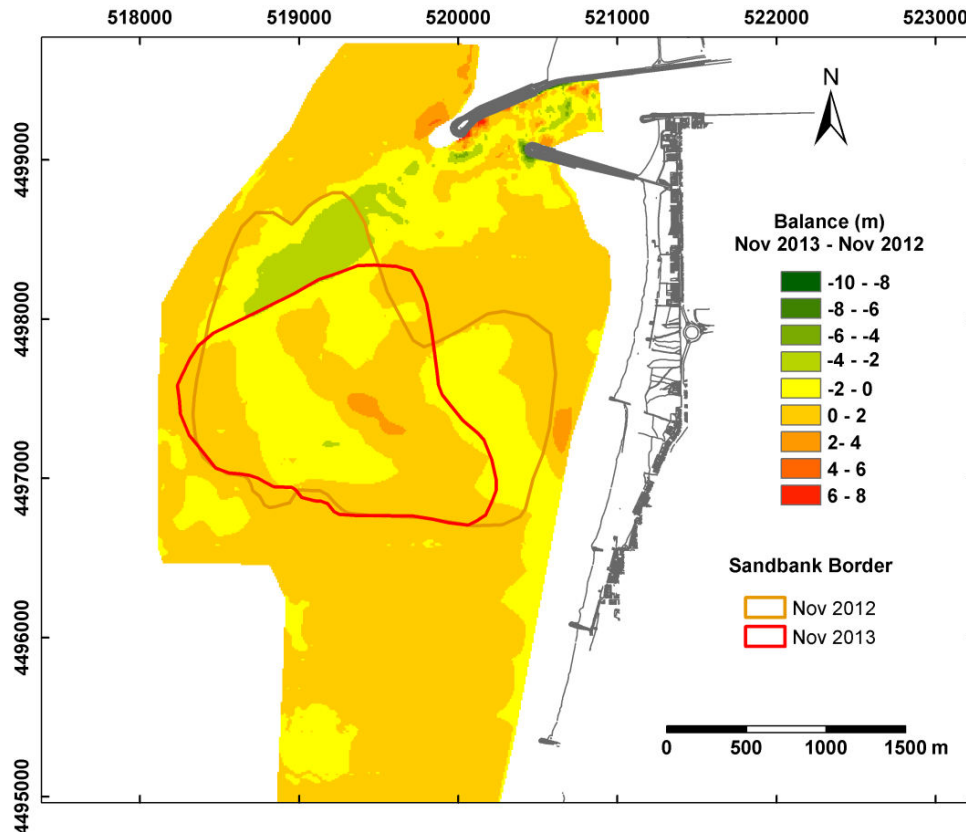 518000 519000 520000 521000 522000 523000
4499000
4498000
4497000
4496000
4495000
N
Balance (m)
Nov 2013 - Nov 2012
-10 - -8
-8 - -6
-6 - -4
-4 - -2
-2 - 0
0 - 2
2- 4
4 - 6
6 - 8
Sandbank Border
Nov 2012
Nov 2013
0 500 1000 1500 m